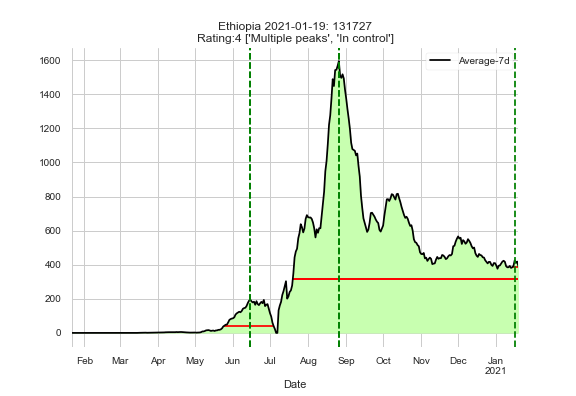 Ethiopia 2021-01-19: 131727
Rating:4 ['Multiple peaks', 'In control']
Average-7d
1600
1400
1200
1000
800
600
400
200
0
Feb Mar Apr May Jun Jul Aug Sep Oct Nov Dec Jan
2021
Date